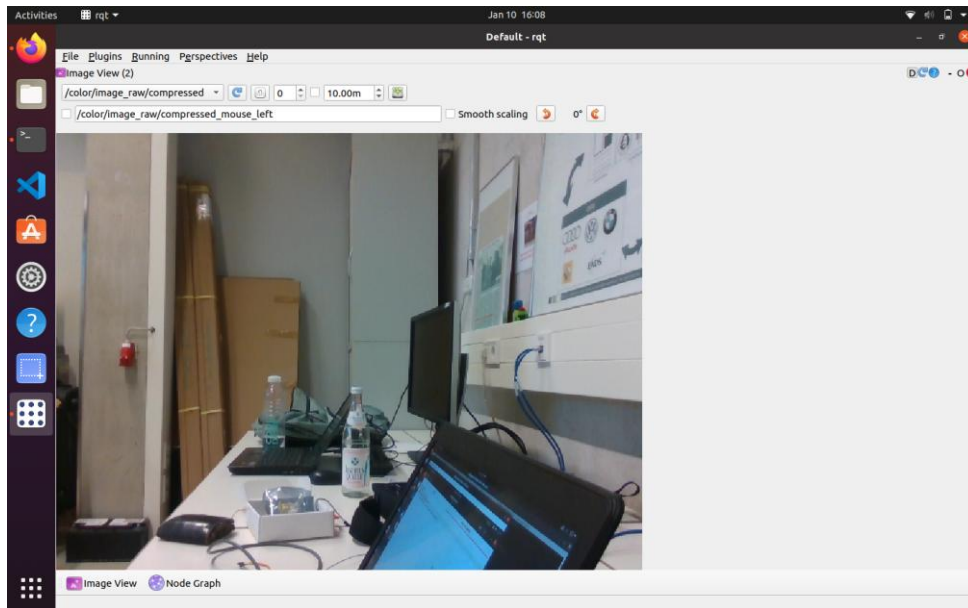 Activities rqt Jan 10 16:08
Default - rqt
File Plugins Running Perspectives Help
Image View (2) D - O
/color/image_raw/compressed 0 10.00m
/color/image_raw/compressed_mouse_left Smooth scaling 0°
Audi
Image View Node Graph